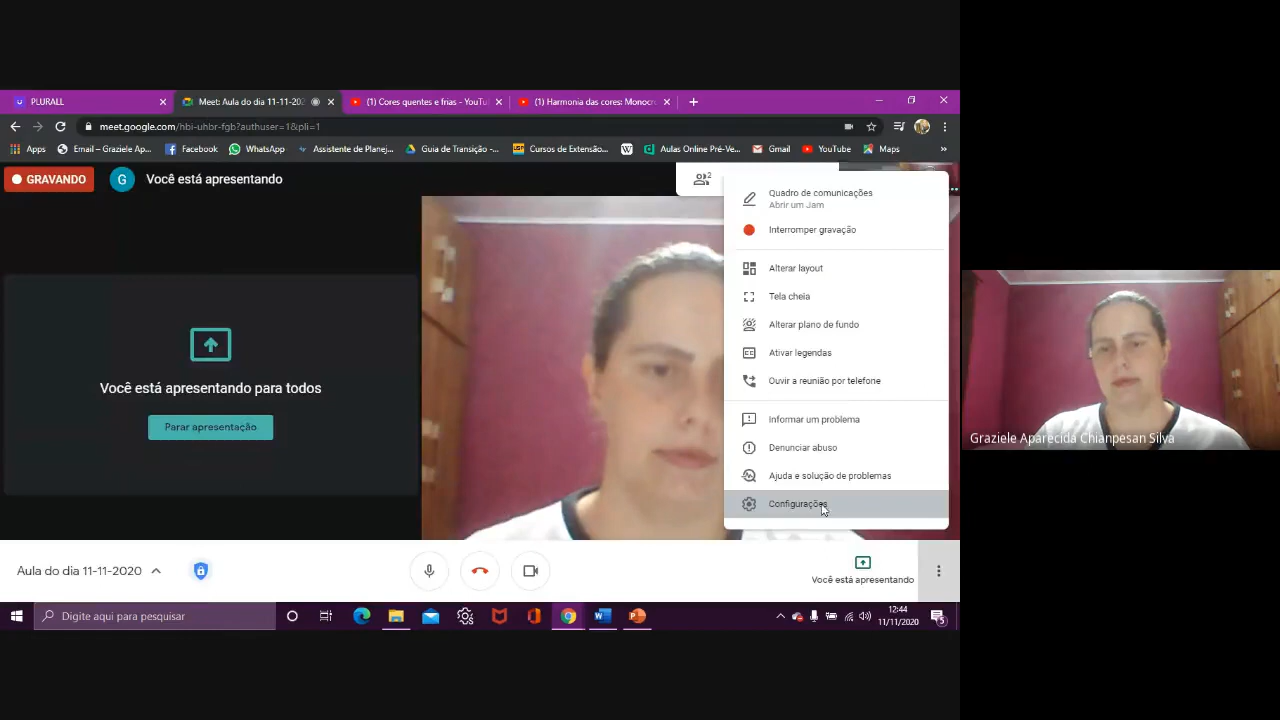 PLURALL
Meet: Aula do dia 11-11-202
(1) Cores quentes e frias - YouTu
(1) Harmonia das cores: Monocr
meet.google.com/hbi-uhbr-fgb?authuser=1&pli=1
Apps
Email – Graziele Ap...
Facebook
WhatsApp
Assistente de Planej...
Guia de Transição -...
Cursos de Extensão...
Aulas Online Pré-Ve...
Gmail
YouTube
Maps
»
GRAVANDO
G
Você está apresentando
2
Quadro de comunicações
Abrir um Jam
Interromper gravação
Alterar layout
Tela cheia
Alterar plano de fundo
Ativar legendas
Ouvir a reunião por telefone
Informar um problema
Denunciar abuso
Ajuda e solução de problemas
Configurações
Você está apresentando para todos
Parar apresentação
Graziele Aparecida Chianpesan Silva
Aula do dia 11-11-2020
Você está apresentando
Digite aqui para pesquisar
12:44
11/11/2020
5